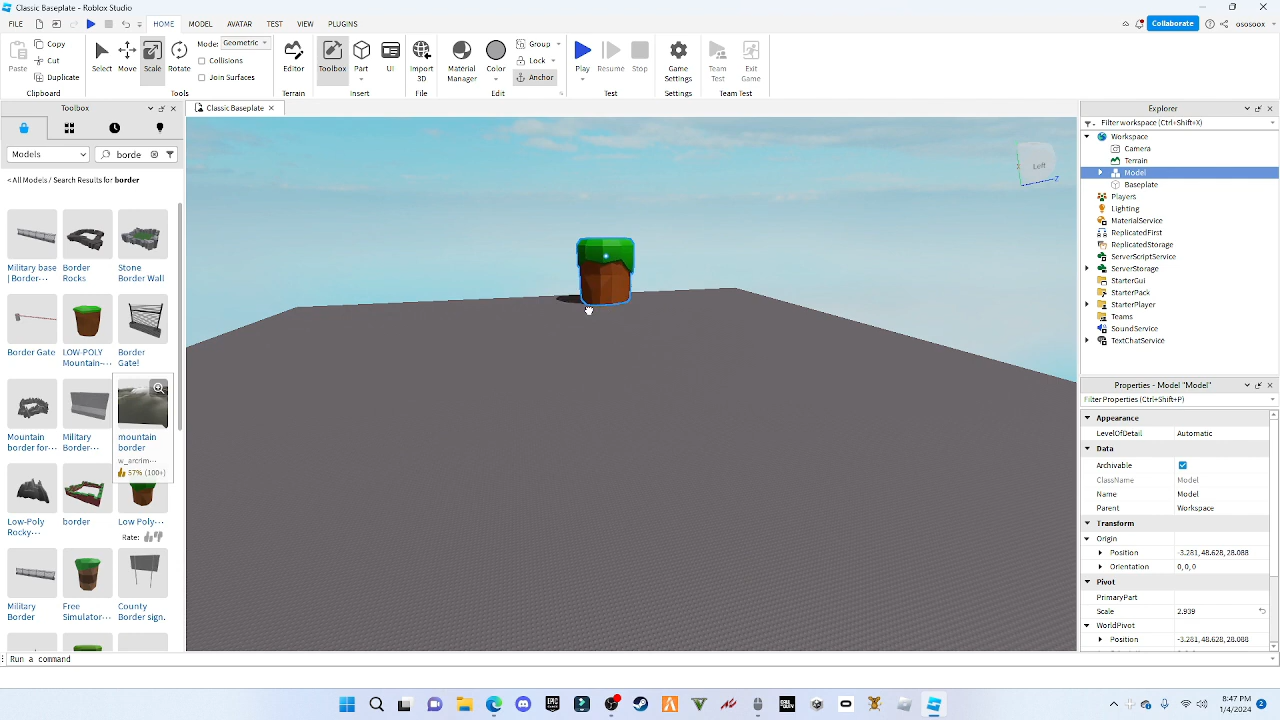 Classic Baseplate - Roblox Studio
FILE HOME MODEL AVATAR TEST VIEW PLUGINS
Collaborate ososoox
Paste Copy Cut Duplicate Clipboard
Select Move Scale Rotate Mode: Geometric Collisions Join Surfaces Tools
Editor Terrain
Toolbox Part UI Insert
Import 3D File
Material Manager Color Group Lock Anchor Edit
Play Resume Stop Test
Game Settings Settings
Team Test Exit Game Team Test
Toolbox
Classic Baseplate
Models borde
< All Models / Search Results for border
Military base | Border···
Border Rocks
Stone Border Wall
Border Gate
LOW-POLY Mountain-···
Border Gate!
Mountain border for···
Military Border···
mountain border
w_arcrim···
57% (100+)
Low-Poly Rocky···
border
Low Poly···
Rate:
Military Border
Free Simulator···
County Border sign.
Left
X
Z
Explorer
Filter workspace (Ctrl+Shift+X)
Workspace
Camera
Terrain
Model
Baseplate
Players
Lighting
MaterialService
ReplicatedFirst
ReplicatedStorage
ServerScriptService
ServerStorage
StarterGui
StarterPack
StarterPlayer
Teams
SoundService
TextChatService
Properties - Model "Model"
Filter Properties (Ctrl+Shift+P)
Appearance
LevelOfDetail Automatic
Data
Archivable
ClassName Model
Name Model
Parent Workspace
Transform
Origin
Position -3.281, 48.628, 28.088
Orientation 0, 0, 0
Pivot
PrimaryPart
Scale 2.939
WorldPivot
Position -3.281, 48.628, 28.088
Run a command
8:47 PM
1/4/2024
2